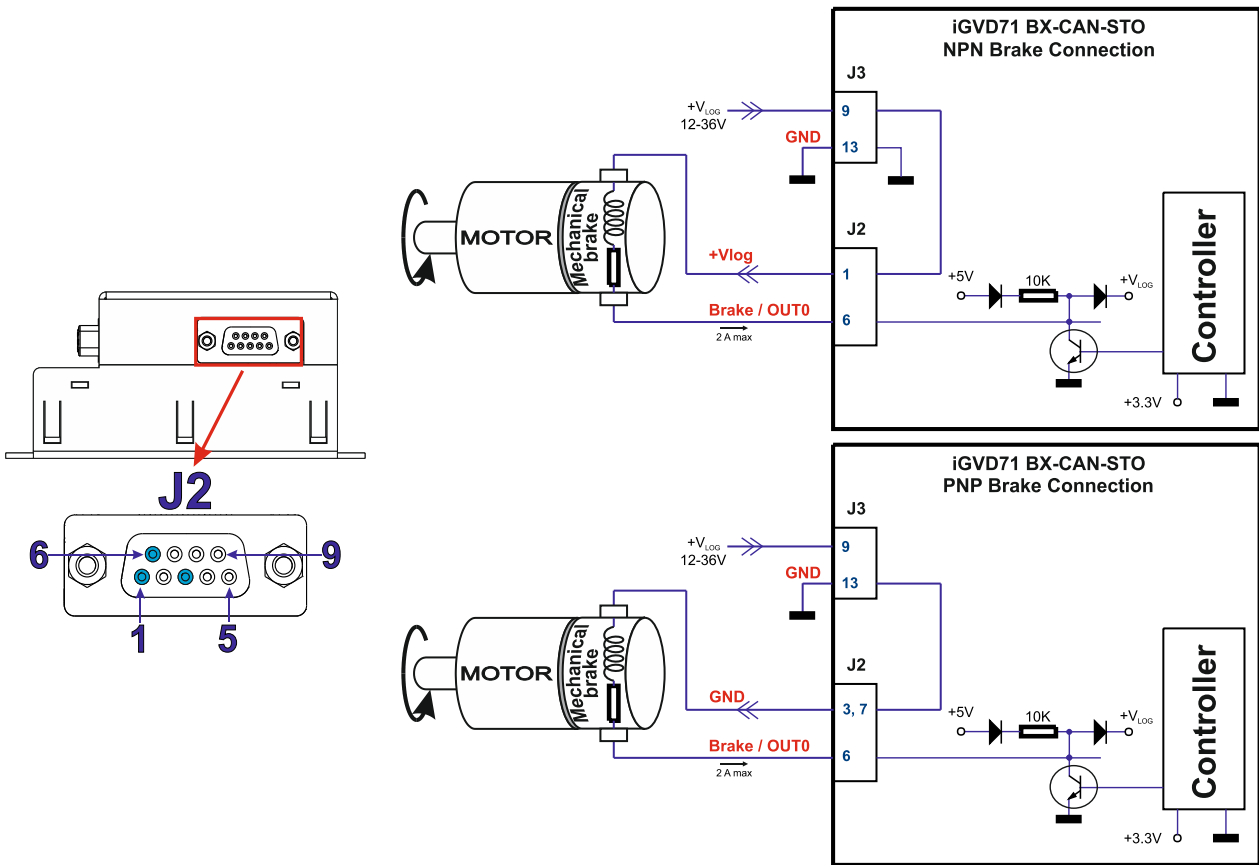 iGVD71 BX-CAN-STO
NPN Brake Connection
J3
+VLOG
12-36V
9
GND
13
MOTOR
Mechanical
brake
J2
+Vlog
1
Brake / OUT0
6
2 A max
+5V
10K
+VLOG
Controller
+3.3V
J2
6
9
1
5
iGVD71 BX-CAN-STO
PNP Brake Connection
J3
+VLOG
12-36V
9
GND
13
MOTOR
Mechanical
brake
J2
GND
3, 7
Brake / OUT0
6
2 A max
+5V
10K
+VLOG
Controller
+3.3V